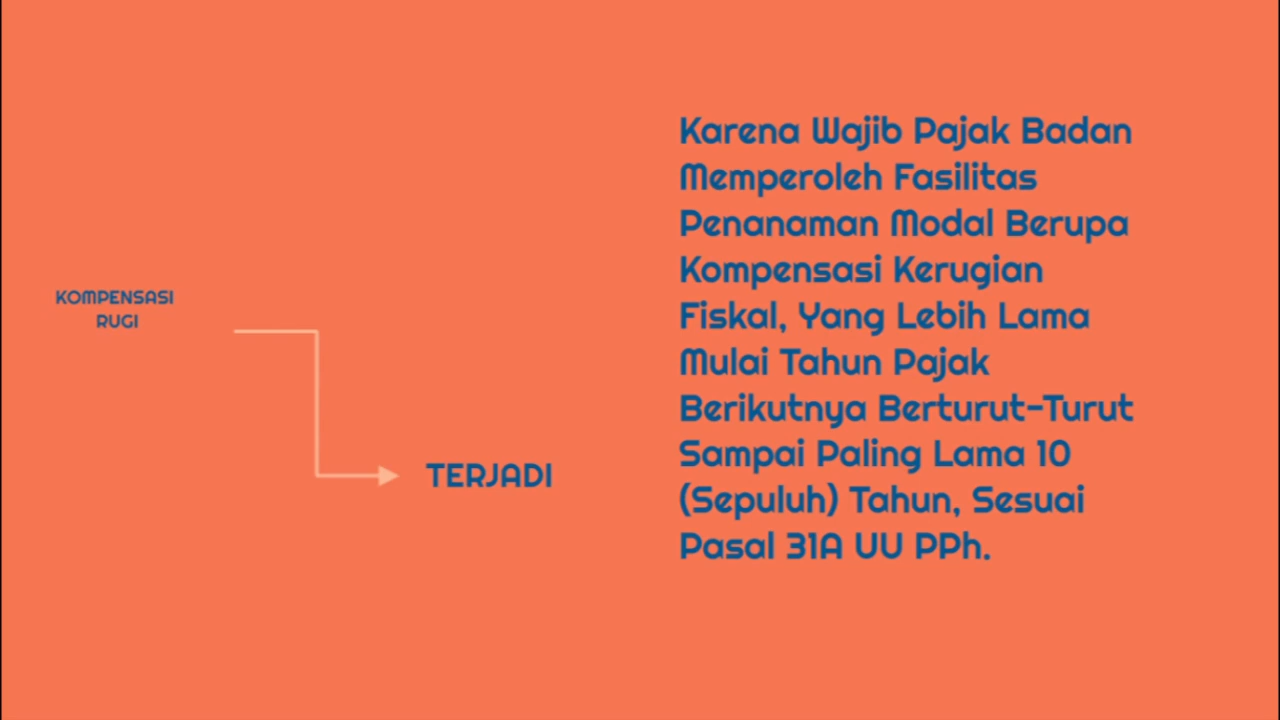 KOMPENSASI
RUGI
TERJADI
Karena Wajib Pajak Badan
Memperoleh Fasilitas
Penanaman Modal Berupa
Kompensasi Kerugian
Fiskal, Yang Lebih Lama
Mulai Tahun Pajak
Berikutnya Berturut-Turut
Sampai Paling Lama 10
(Sepuluh) Tahun, Sesuai
Pasal 31A UU PPh.